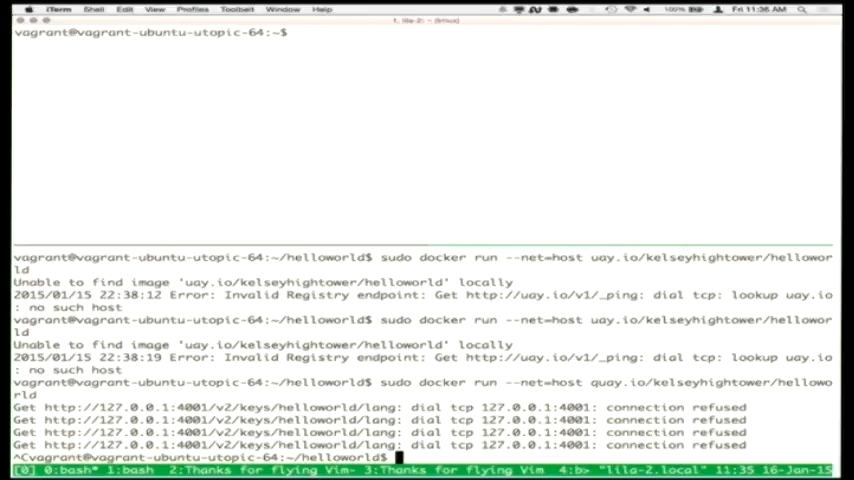 iTerm Shell Edit View Profiles Toolbelt Window Help 100% Fri 11:36 AM
1. lila-2: ~ (tmux)
vagrant@vagrant-ubuntu-utopic-64:~$
vagrant@vagrant-ubuntu-utopic-64:~/helloworld$ sudo docker run --net=host uay.io/kelseyhightower/hellowor
ld
Unable to find image 'uay.io/kelseyhightower/helloworld' locally
2015/01/15 22:38:12 Error: Invalid Registry endpoint: Get http://uay.io/v1/_ping: dial tcp: lookup uay.io
: no such host
vagrant@vagrant-ubuntu-utopic-64:~/helloworld$ sudo docker run --net=host uay.io/kelseyhightower/hellowor
ld
Unable to find image 'uay.io/kelseyhightower/helloworld' locally
2015/01/15 22:38:19 Error: Invalid Registry endpoint: Get http://uay.io/v1/_ping: dial tcp: lookup uay.io
: no such host
vagrant@vagrant-ubuntu-utopic-64:~/helloworld$ sudo docker run --net=host quay.io/kelseyhightower/hellowo
rld
Get http://127.0.0.1:4001/v2/keys/helloworld/lang: dial tcp 127.0.0.1:4001: connection refused
Get http://127.0.0.1:4001/v2/keys/helloworld/lang: dial tcp 127.0.0.1:4001: connection refused
Get http://127.0.0.1:4001/v2/keys/helloworld/lang: dial tcp 127.0.0.1:4001: connection refused
Get http://127.0.0.1:4001/v2/keys/helloworld/lang: dial tcp 127.0.0.1:4001: connection refused
^Cvagrant@vagrant-ubuntu-utopic-64:~/helloworld$
[0] 0:bash* 1:bash 2:Thanks for flying Vim- 3:Thanks for flying Vim 4:b> "lila-2.local" 11:35 16-Jan-15